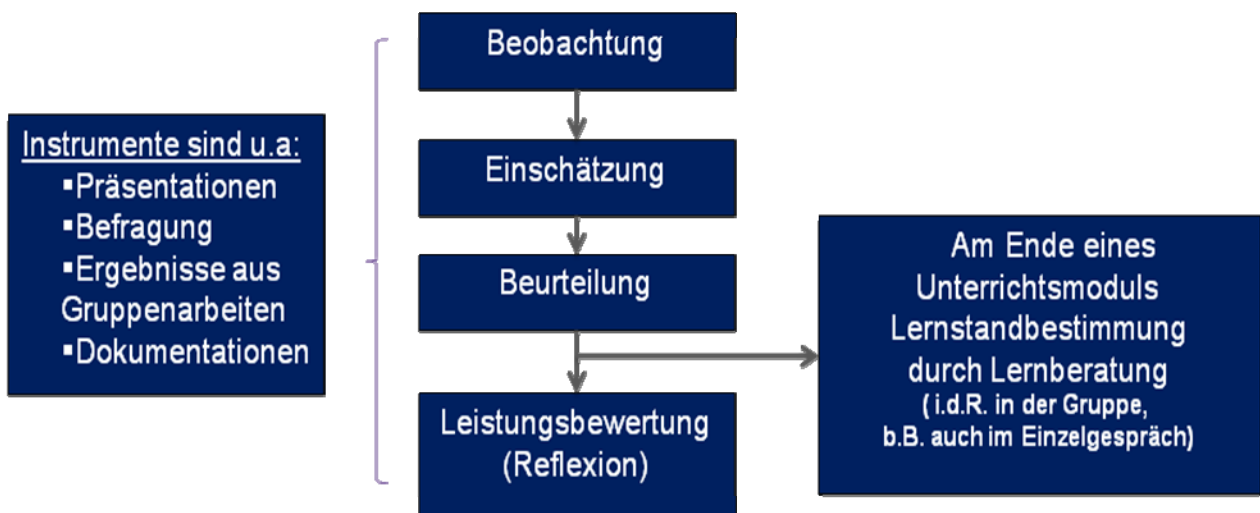 Instrumente sind u.a:
▪Präsentationen
▪Befragung
▪Ergebnisse aus
Gruppenarbeiten
▪Dokumentationen
Beobachtung
Einschätzung
Beurteilung
Leistungsbewertung
(Reflexion)
Am Ende eines
Unterrichtsmoduls
Lernstandbestimmung
durch Lernberatung
( i.d.R. in der Gruppe,
b.B. auch im Einzelgespräch)